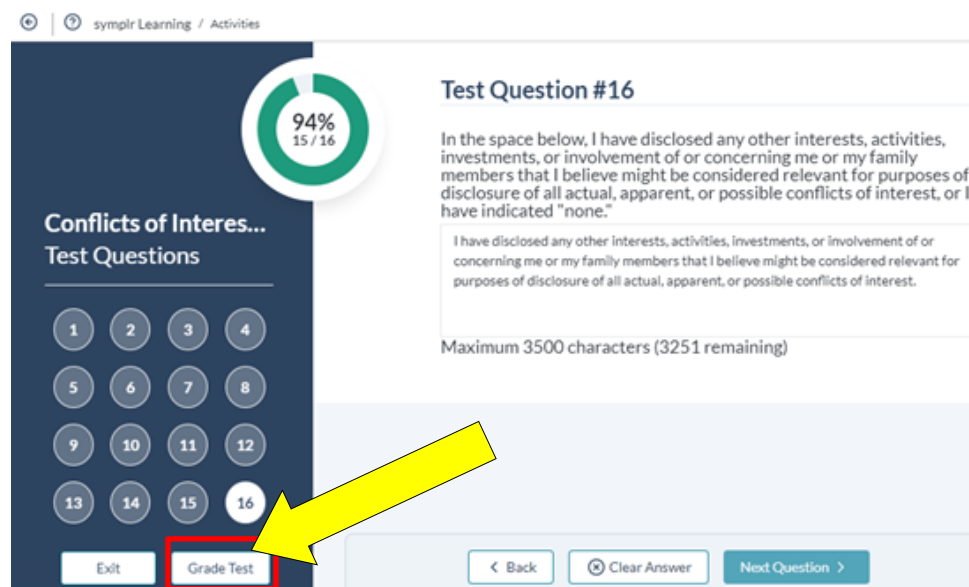 symplr Learning / Activities
94%
15 / 16
Conflicts of Interes...
Test Questions
1 2 3 4
5 6 7 8
9 10 11 12
13 14 15 16
Exit Grade Test
Test Question #16
In the space below, I have disclosed any other interests, activities,
investments, or involvement of or concerning me or my family
members that I believe might be considered relevant for purposes of
disclosure of all actual, apparent, or possible conflicts of interest, or I
have indicated "none."
I have disclosed any other interests, activities, investments, or involvement of or
concerning me or my family members that I believe might be considered relevant for
purposes of disclosure of all actual, apparent, or possible conflicts of interest.
Maximum 3500 characters (3251 remaining)
< Back Clear Answer Next Question >